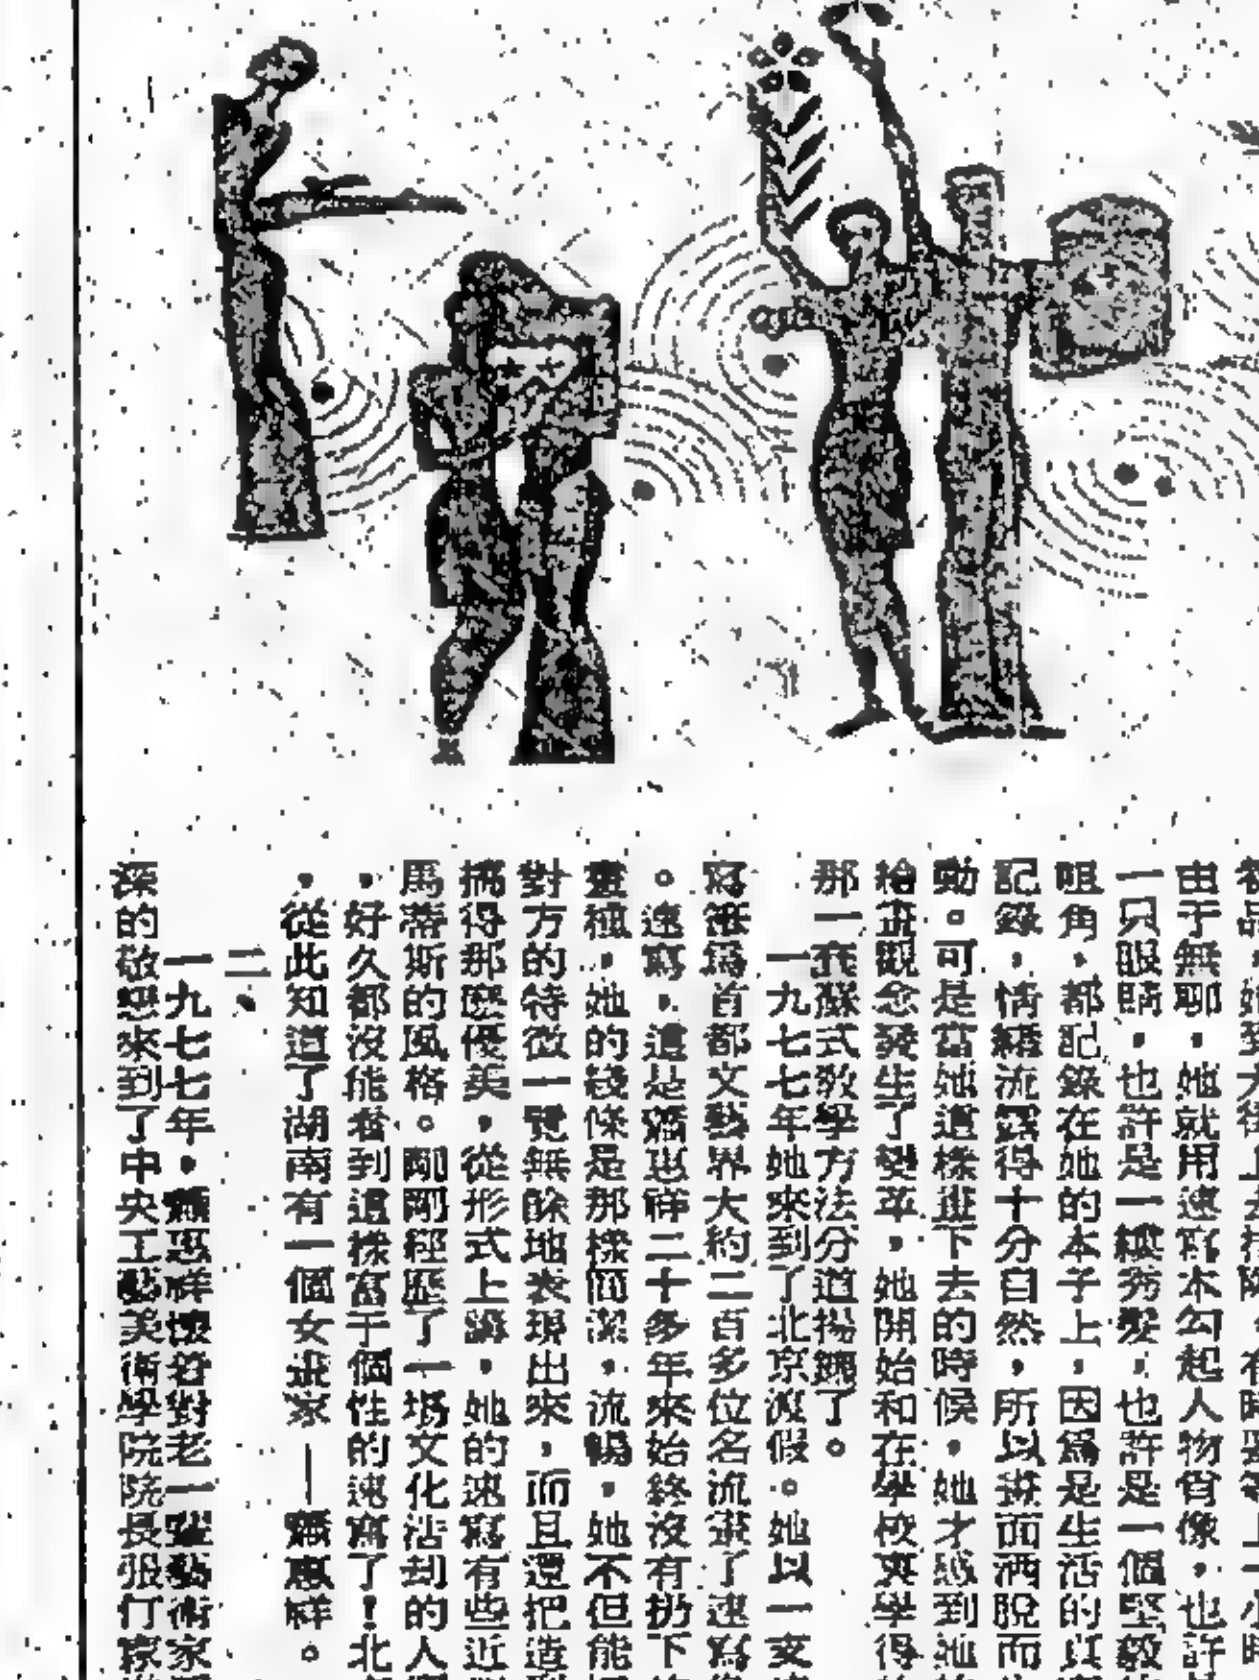 由于無聊，她就用速寫本勾起人物肖像，也許
一只眼睛，也許是一縷秀髮，也許是一個堅毅
咀角，都記錄在她的本子上，因爲是生活的真
記錄，情緒流露得十分自然，所以畫面洒脫而
動。可是當她這樣畫下去的時候，她才感到她
給畫觀念發生了變革，她開始和在學校裏學得
那一套蘇式教學方法分道揚鑣了。
一九七七年她來到了北京渡假。她以一支
寫準爲首都文藝界大約二百多位名流畫了速寫
。速寫，這是 惠祥二十多年來始終沒有扔下
畫種，她的綫條是那樣簡潔，流暢，她不但能
對方的特徵一覽無餘地表現出來，而且還把造型
搞得那麽優美，從形式上講，她的速寫有些近
馬蒂斯的風格。剛剛經歷了一場文化浩劫的人
，好久都沒能看到這樣富于個性的速寫了！北
，從此知道了湖南有一個女畫家——惠祥。
二、
一九七七年， 惠祥懷着對老一輩藝術家
深的敬意來到了中央工藝美術學院院長張仃家